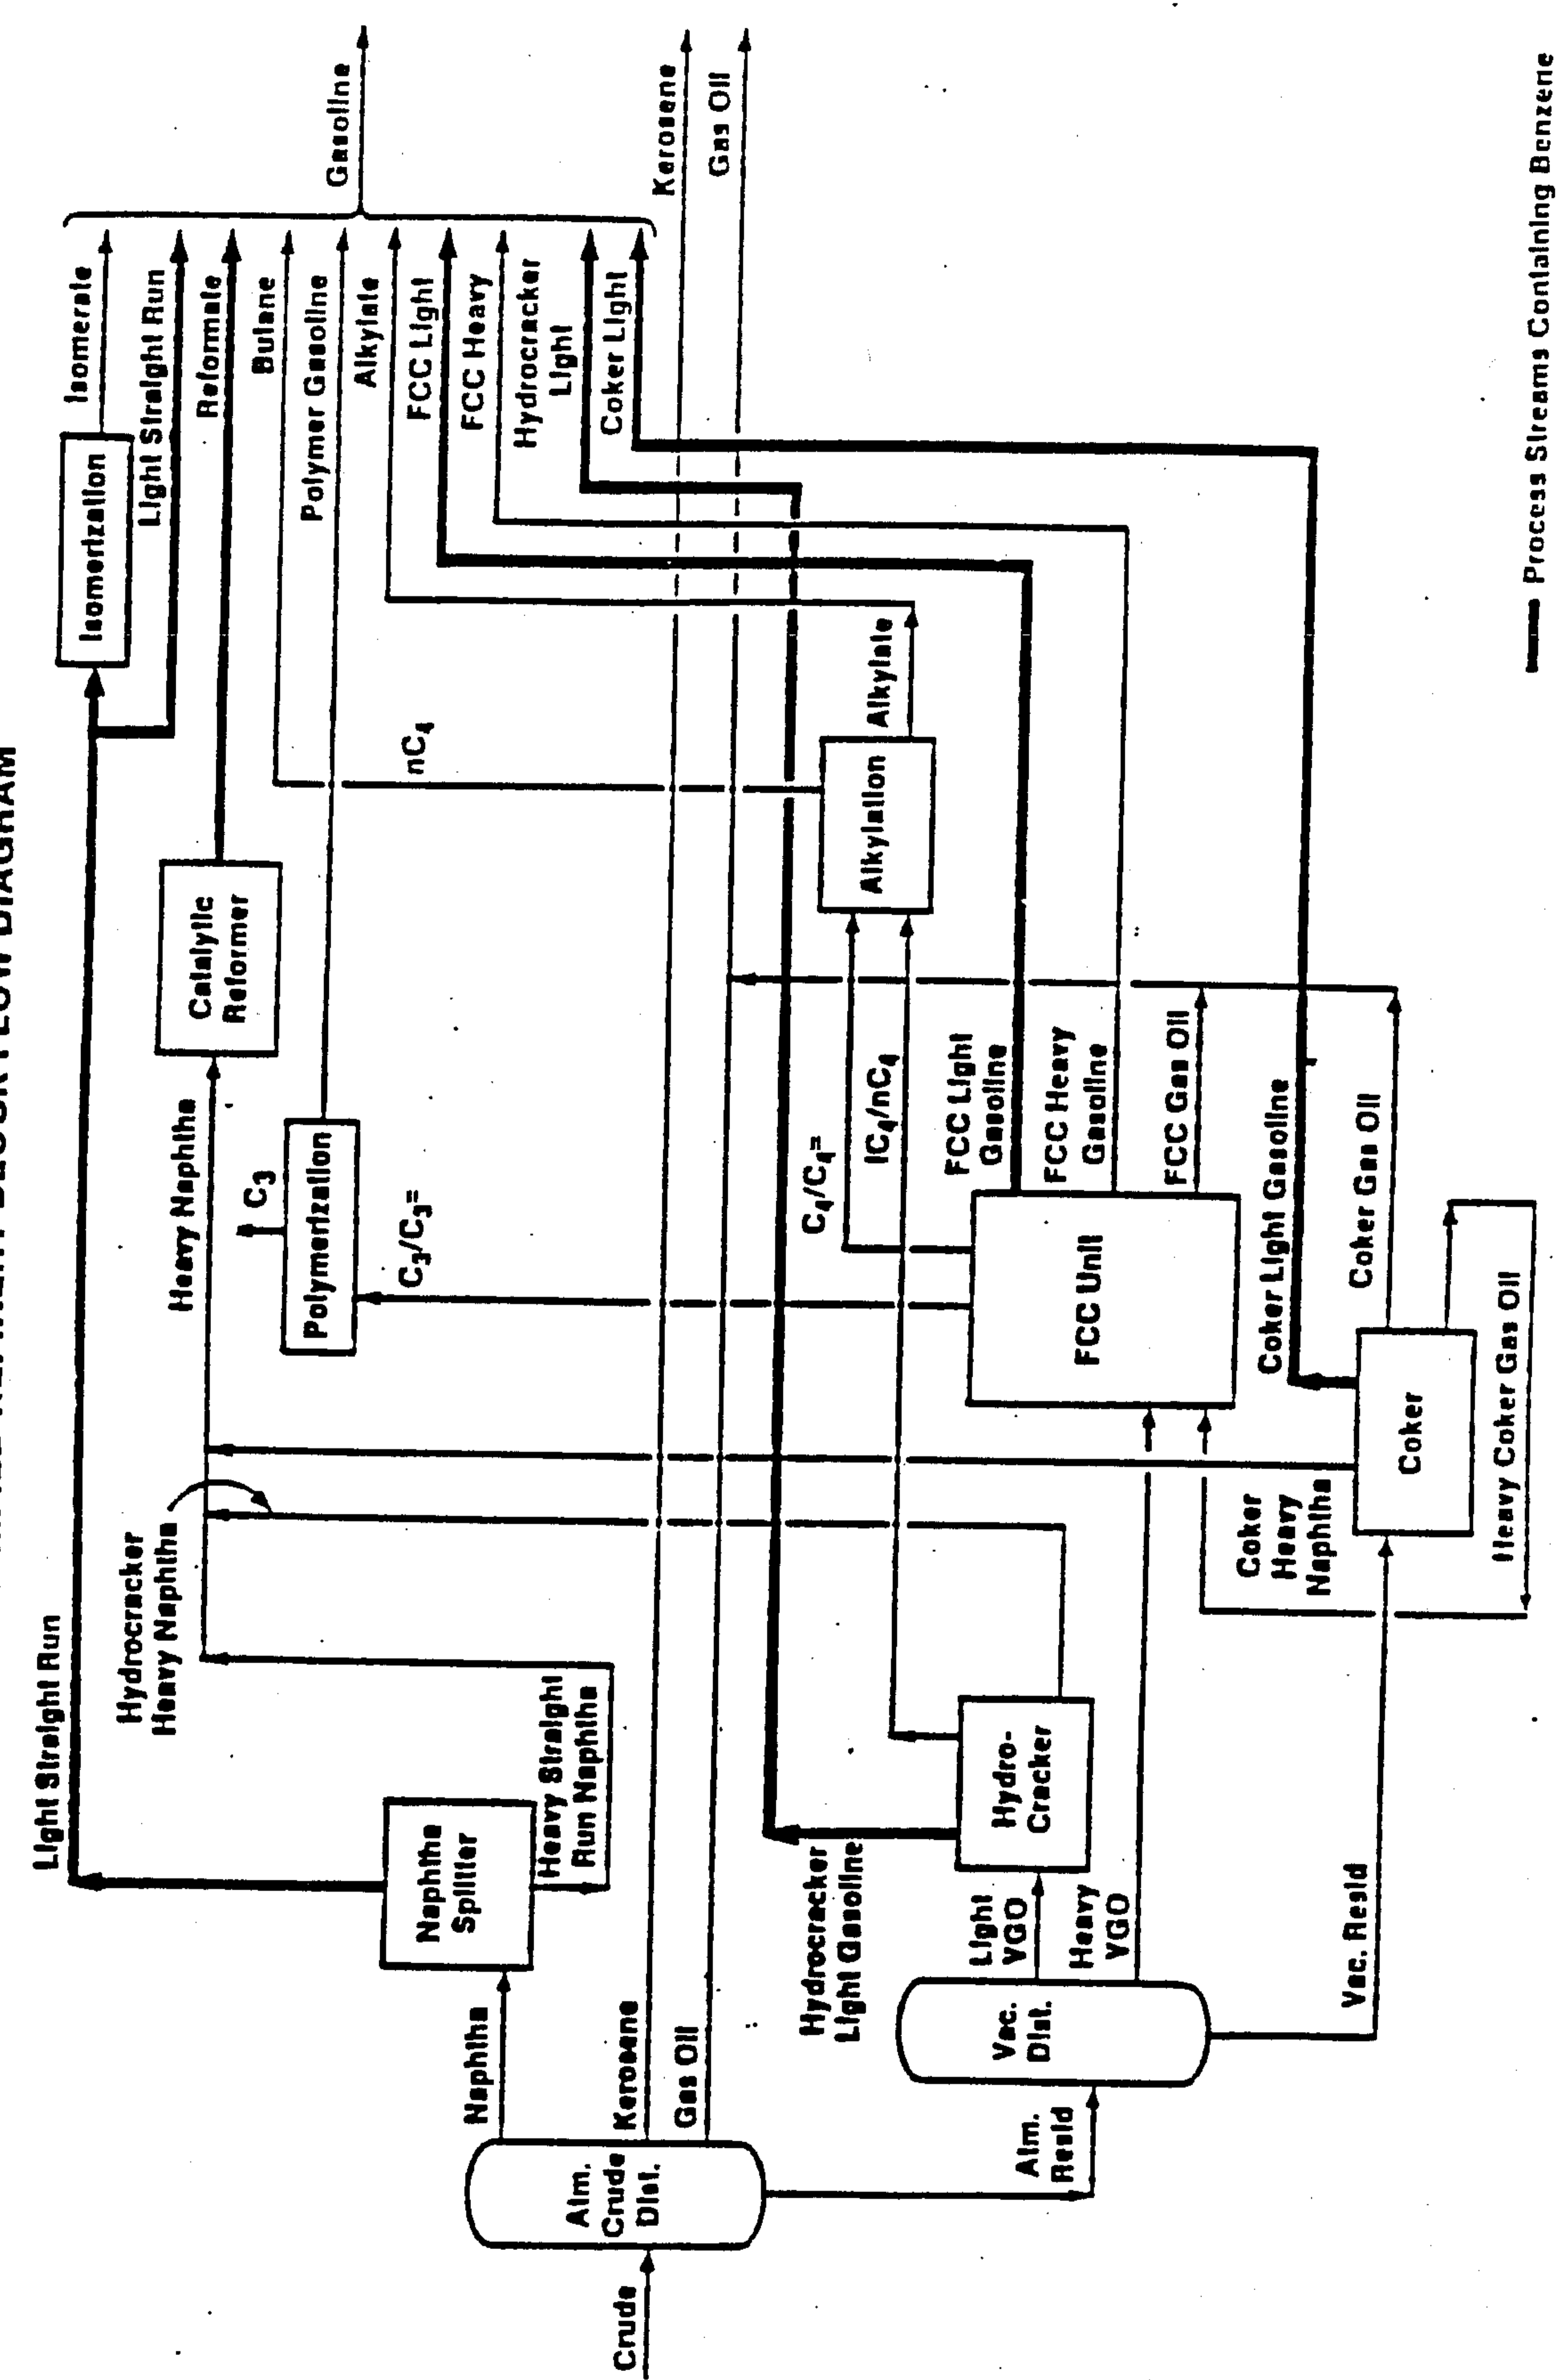 BLOCK FLOW DIAGRAM
Light Straight Run
Isomerization
Isomerate
Light Straight Run
Hydrocracker
Heavy Naphtha
Heavy Naphtha
Catalytic
Reformer
Reformate
C3
Polymerization
C3/C3=
Butane
nC4
Polymer Gasoline
Alkylate
FCC Light
FCC Heavy
Hydrocracker
Light
Coker Light
Gasoline
Naphtha
Naphtha
Splitter
Heavy Straight
Run Naphtha
Crude
Atm.
Crude
Dist.
Kerosene
Gas Oil
Kerosene
Gas Oil
Hydrocracker
Light Gasoline
C4/C4=
IC4/nC4
Alkylation
Alkylate
Atm.
Resid
Vac.
Dist.
Light
VGO
Heavy
VGO
Hydro-
Cracker
FCC Unit
FCC Light
Gasoline
FCC Heavy
Gasoline
FCC Gas Oil
Coker
Heavy
Naphtha
Coker Light Gasoline
Vac. Resid
Coker
Coker Gas Oil
Heavy Coker Gas Oil
Process Streams Containing Benzene